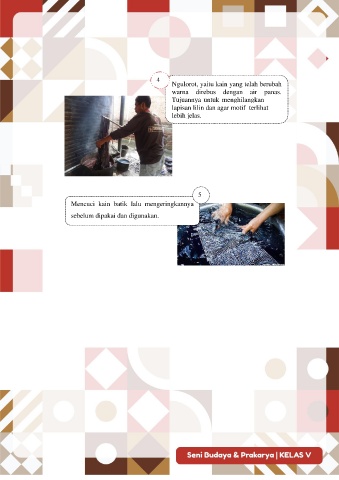 4
Ngulorot, yaitu kain yang telah berubah
warna direbus dengan air panas.
Tujuannya untuk menghilangkan
lapisan lilin dan agar motif terlihat
lebih jelas.
5
Mencuci kain batik lalu mengeringkannya
sebelum dipakai dan digunakan.
Seni Budaya & Prakarya | KELAS V